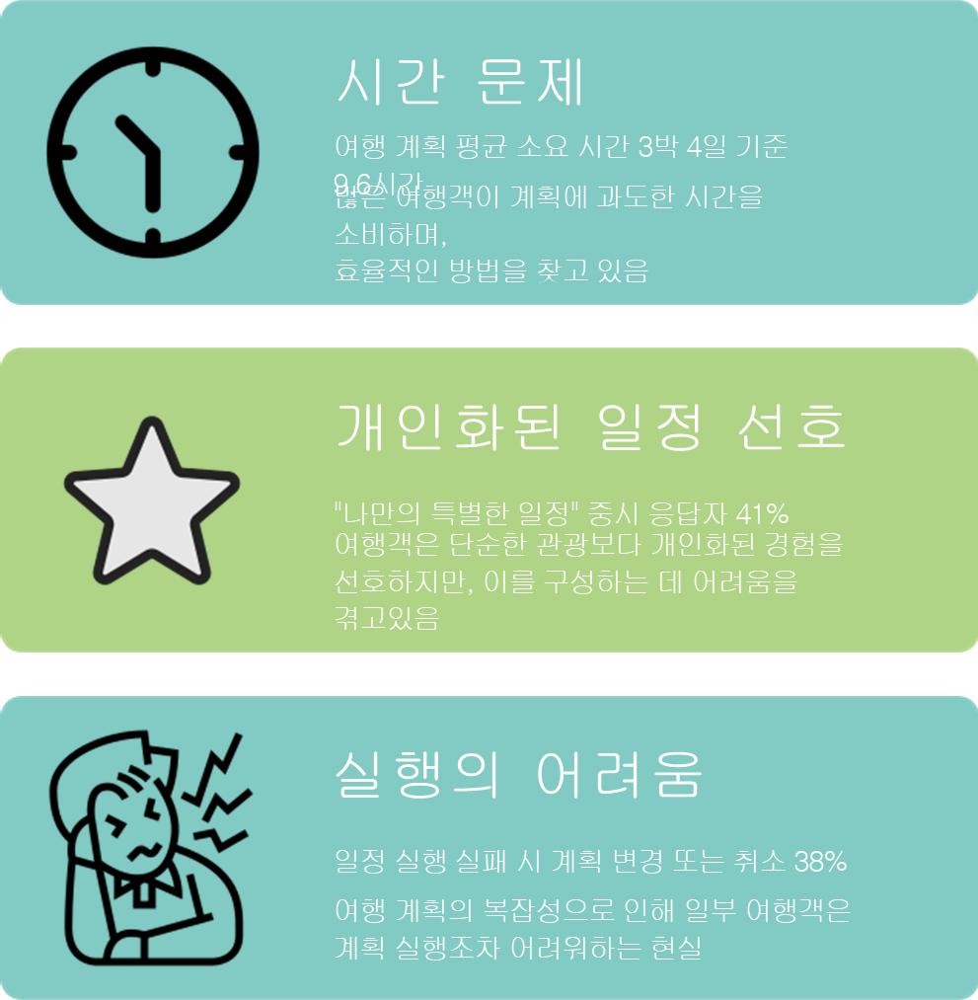 시간 문제
여행 계획 평균 소요 시간 3박 4일 기준
9.6시간
많은 여행객이 계획에 과도한 시간을
소비하며,
효율적인 방법을 찾고 있음
개인화된 일정 선호
"나만의 특별한 일정" 중시 응답자 41%
여행객은 단순한 관광보다 개인화된 경험을
선호하지만, 이를 구성하는 데 어려움을
겪고있음
실행의 어려움
일정 실행 실패 시 계획 변경 또는 취소 38%
여행 계획의 복잡성으로 인해 일부 여행객은
계획 실행조차 어려워하는 현실